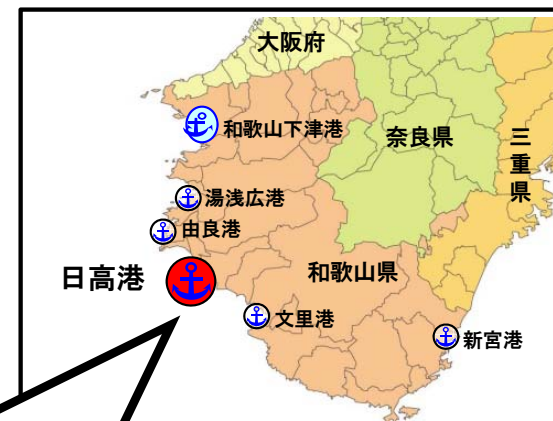 大阪府
和歌山下津港
奈良県
三重県
湯浅広港
由良港
日高港
和歌山県
文里港
新宮港